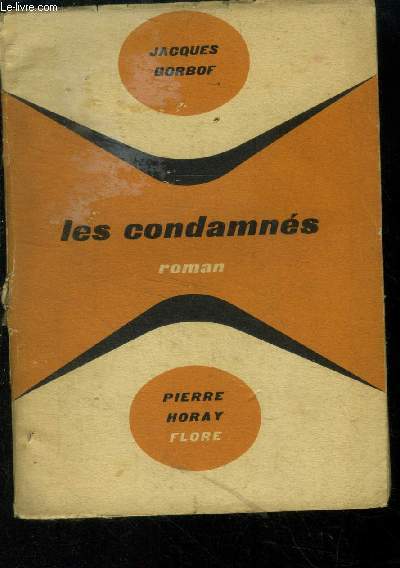 © Le-livre.com
JACQUES
BORBOF
les condamnés
roman
PIERRE
HORAY
FLORE